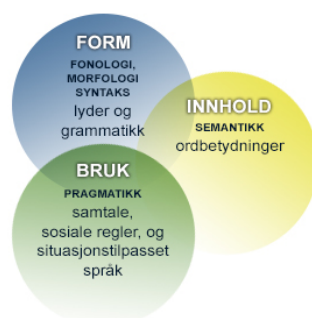 FORM
FONOLOGI,
MORFOLOGI
SYNTAKS
lyder og
grammatikk
INNHOLD
SEMANTIKK
ordbetydninger
BRUK
PRAGMATIKK
samtale,
sosiale regler, og
situasjonstilpasset
språk